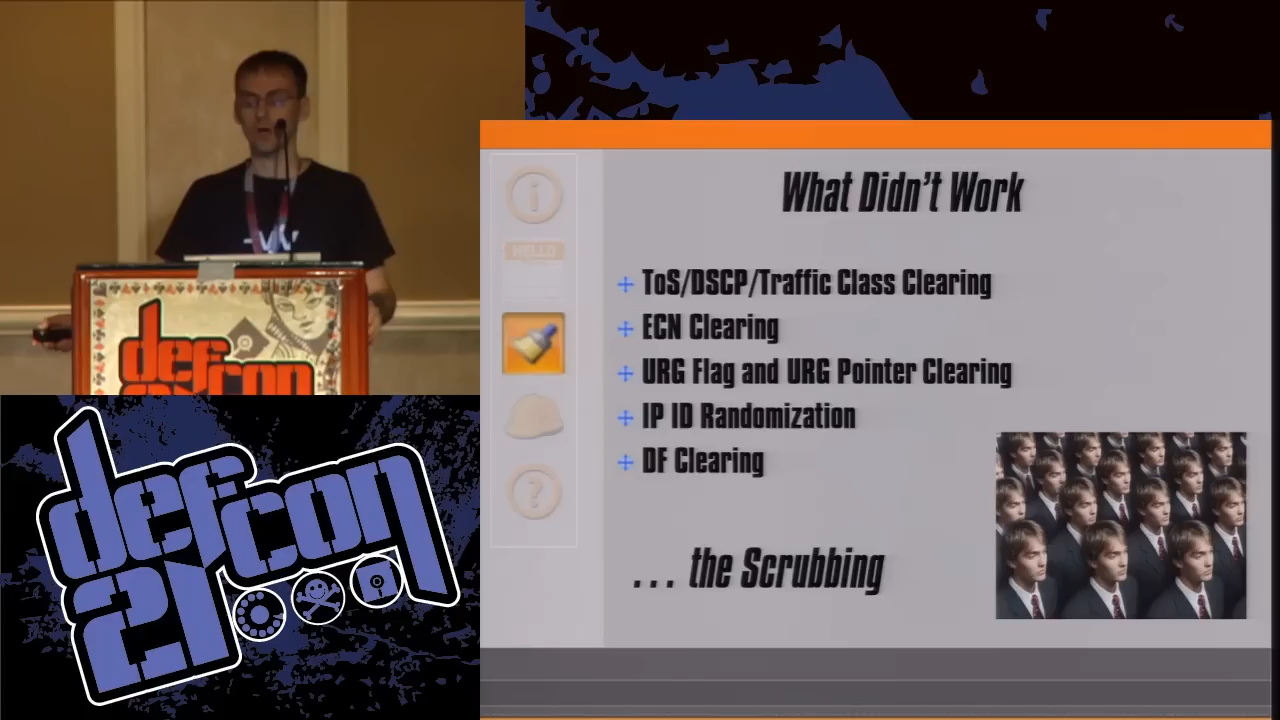 defcon
defcon
21
i
HELLO
?
What Didn't Work
ToS/DSCP/Traffic Class Clearing
ECN Clearing
URG Flag and URG Pointer Clearing
IP ID Randomization
DF Clearing
. . . the Scrubbing